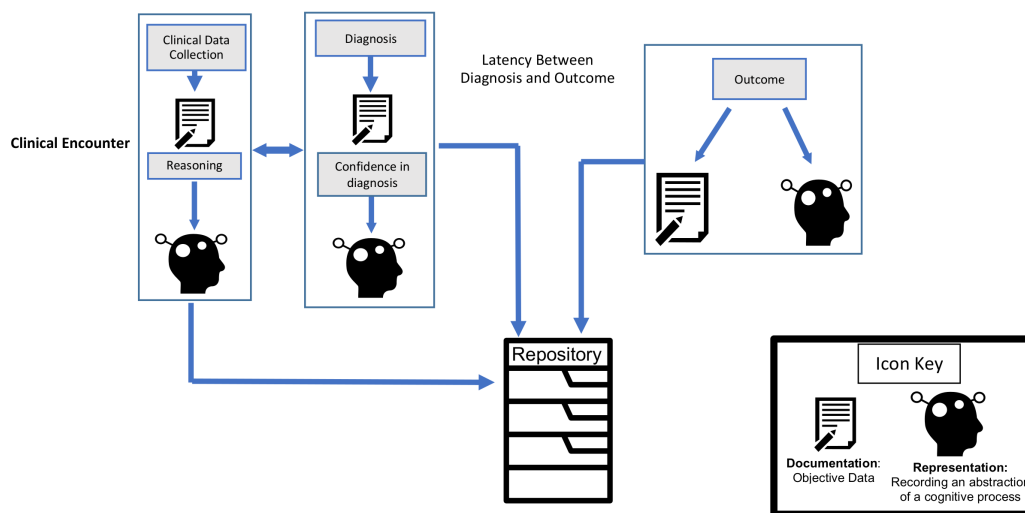 Clinical Encounter
Clinical Data
Collection
Reasoning
Diagnosis
Confidence in
diagnosis
Latency Between
Diagnosis and Outcome
Outcome
Repository
Icon Key
Documentation:
Objective Data
Representation:
Recording an abstraction
of a cognitive process